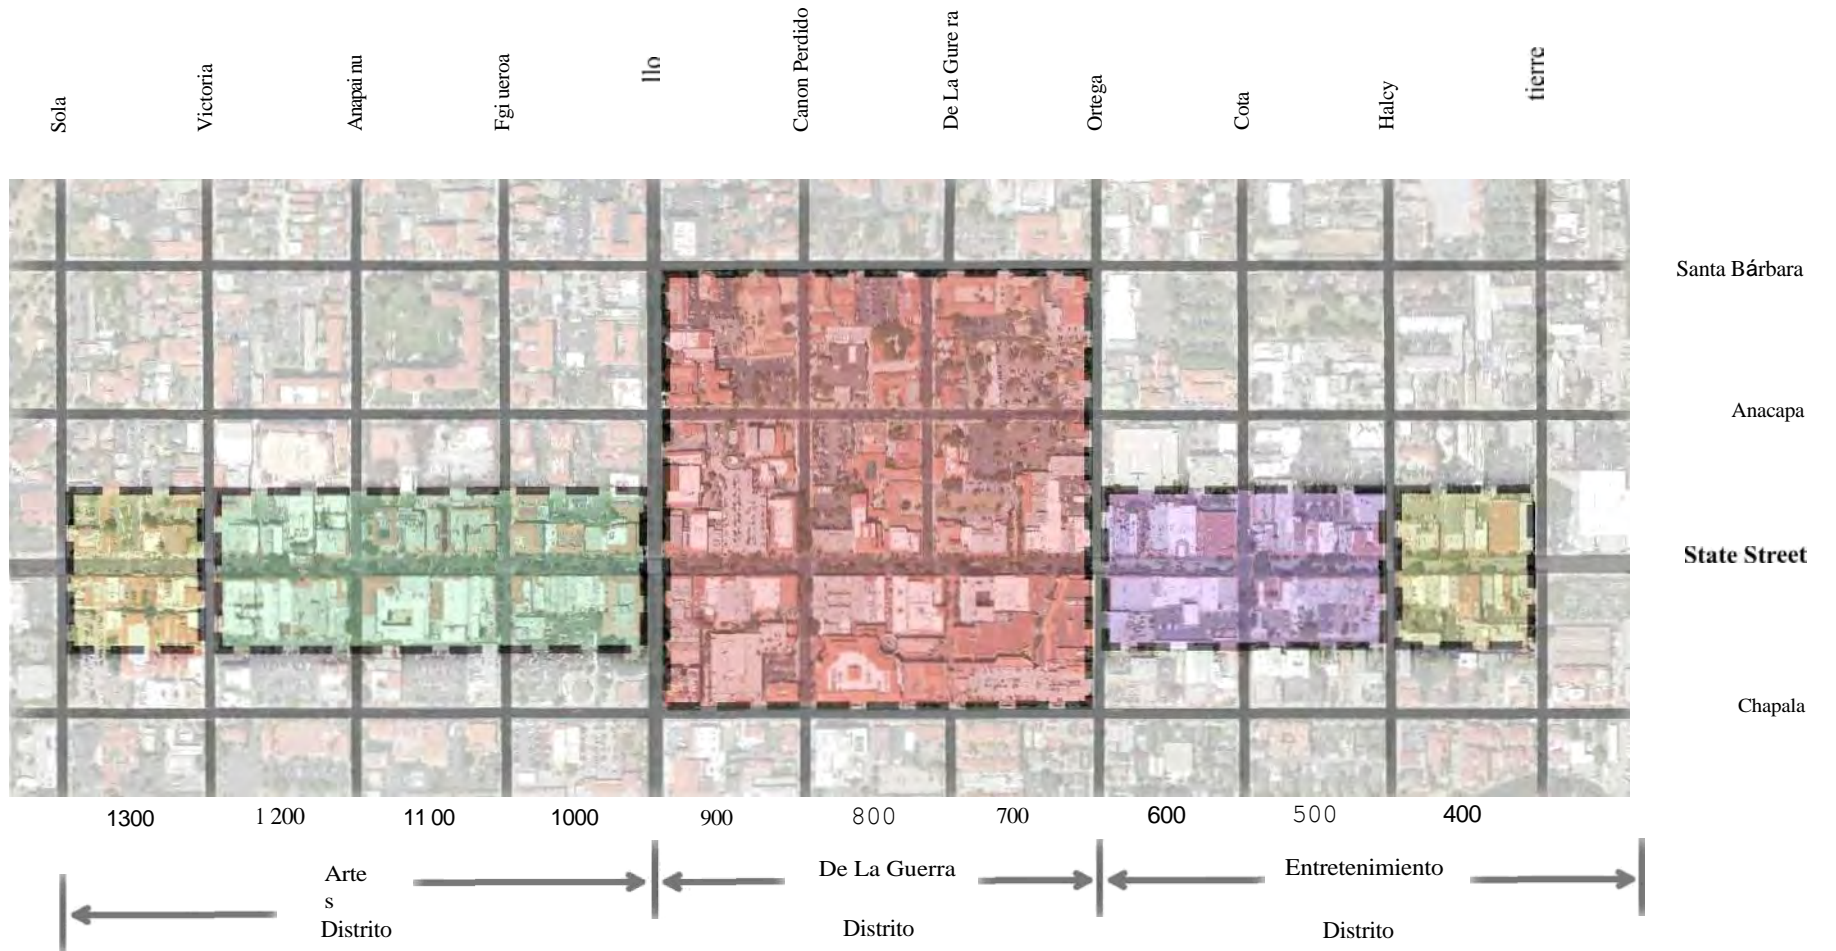 Sola
Victoria
Anapai nu
Fgi ueroa
llo
Canon Perdido
De La Gure ra
Ortega
Cota
Halcy
tierre
Santa Bárbara
Anacapa
State Street
Chapala
1300
1 200
11 00
1000
900
800
700
600
500
400
Arte
s
Distrito
De La Guerra
Distrito
Entretenimiento
Distrito